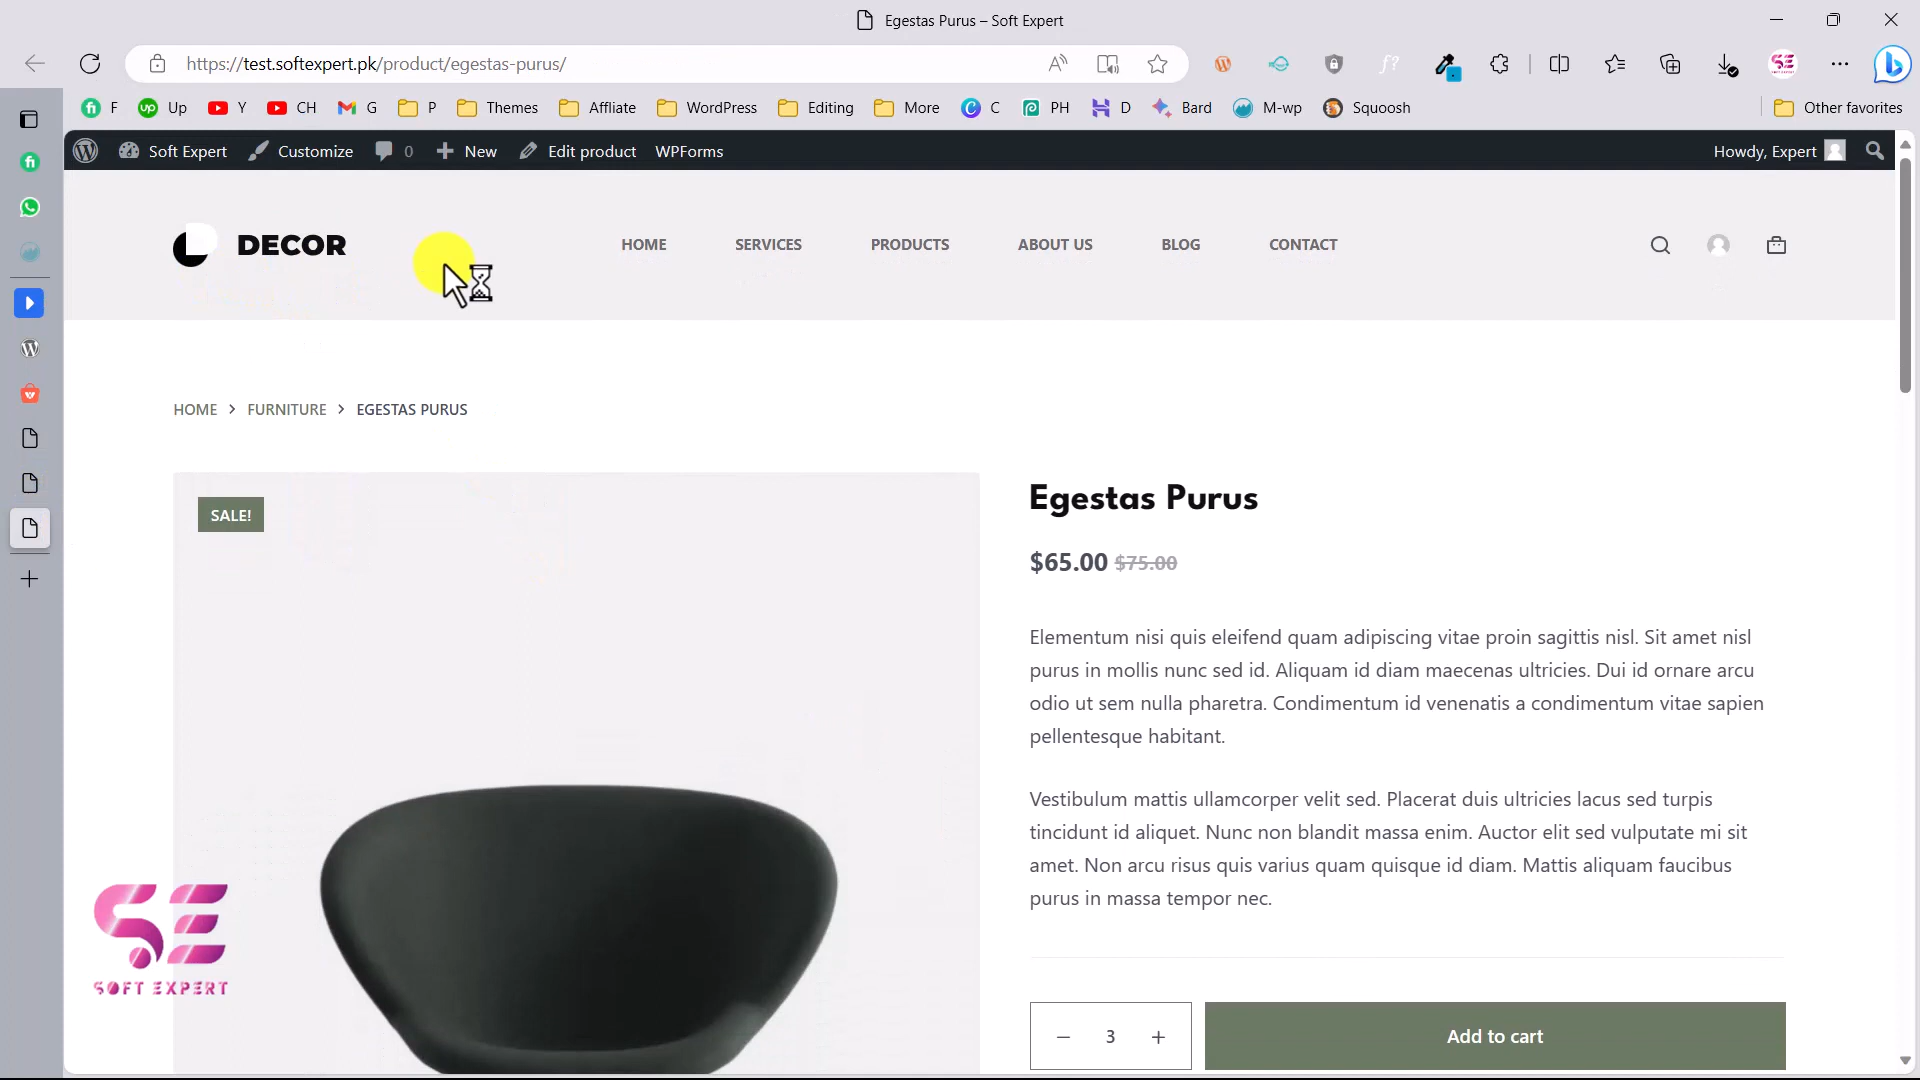 Egestas Purus – Soft Expert
https://test.softexpert.pk/product/egestas-purus/
F Up Y CH G P Themes Affliate WordPress Editing More C PH D Bard M-wp Squoosh Other favorites
Soft Expert Customize 0 New Edit product WPForms Howdy, Expert
DECOR HOME SERVICES PRODUCTS ABOUT US BLOG CONTACT
HOME > FURNITURE > EGESTAS PURUS
SALE!
Egestas Purus
$65.00 $75.00
Elementum nisi quis eleifend quam adipiscing vitae proin sagittis nisl. Sit amet nisl
purus in mollis nunc sed id. Aliquam id diam maecenas ultricies. Dui id ornare arcu
odio ut sem nulla pharetra. Condimentum id venenatis a condimentum vitae sapien
pellentesque habitant.
Vestibulum mattis ullamcorper velit sed. Placerat duis ultricies lacus sed turpis
tincidunt id aliquet. Nunc non blandit massa enim. Auctor elit sed vulputate mi sit
amet. Non arcu risus quis varius quam quisque id diam. Mattis aliquam faucibus
purus in massa tempor nec.
− 3 + Add to cart
SE
SOFT EXPERT